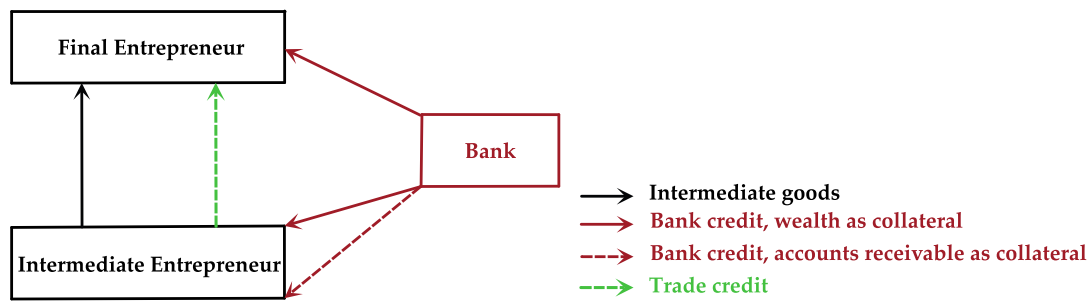 Final Entrepreneur
Bank
Intermediate Entrepreneur
Intermediate goods
Bank credit, wealth as collateral
Bank credit, accounts receivable as collateral
Trade credit